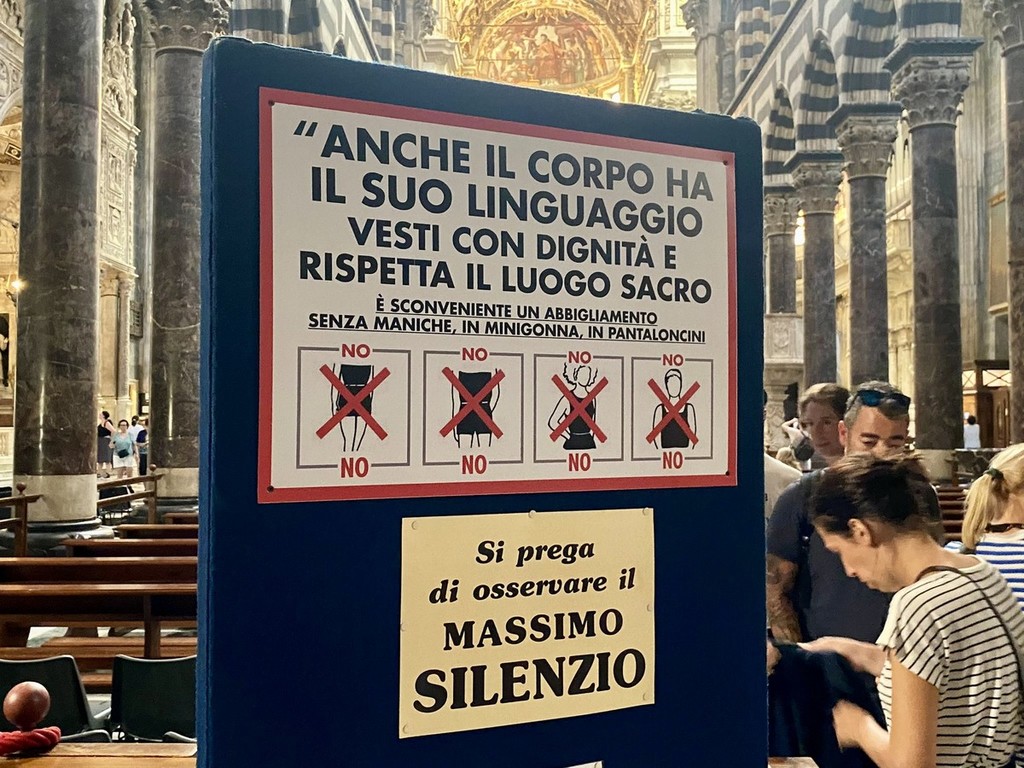 “ANCHE IL CORPO HA
IL SUO LINGUAGGIO
VESTI CON DIGNITÀ E
RISPETTA IL LUOGO SACRO
È SCONVENIENTE UN ABBIGLIAMENTO
SENZA MANICHE, IN MINIGONNA, IN PANTALONCINI
NO NO NO NO
NO NO NO NO
Si prega
di osservare il
MASSIMO
SILENZIO